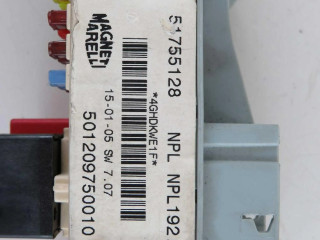 MAGNETI
MARELLI
51755128 NPL NPL192
*4GHDKWE1F*
15-01-05 SW 7.07
501209750010